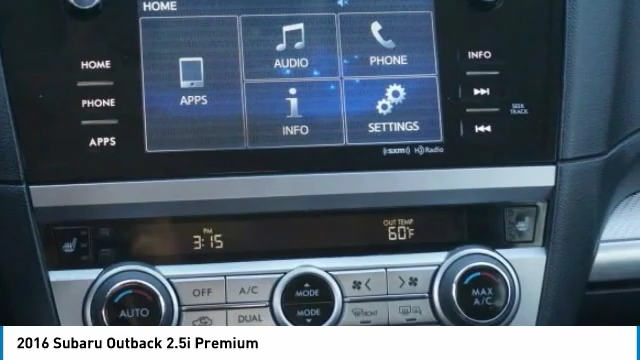 HOME
HOME
PHONE
APPS
APPS
AUDIO
PHONE
INFO
SETTINGS
INFO
SEEK
TRACK
((sxm)) HD Radio
PM
3:15
OUT TEMP
60°F
AUTO
OFF
A/C
MODE
MODE
DUAL
FRONT
MAX
A/C
2016 Subaru Outback 2.5i Premium